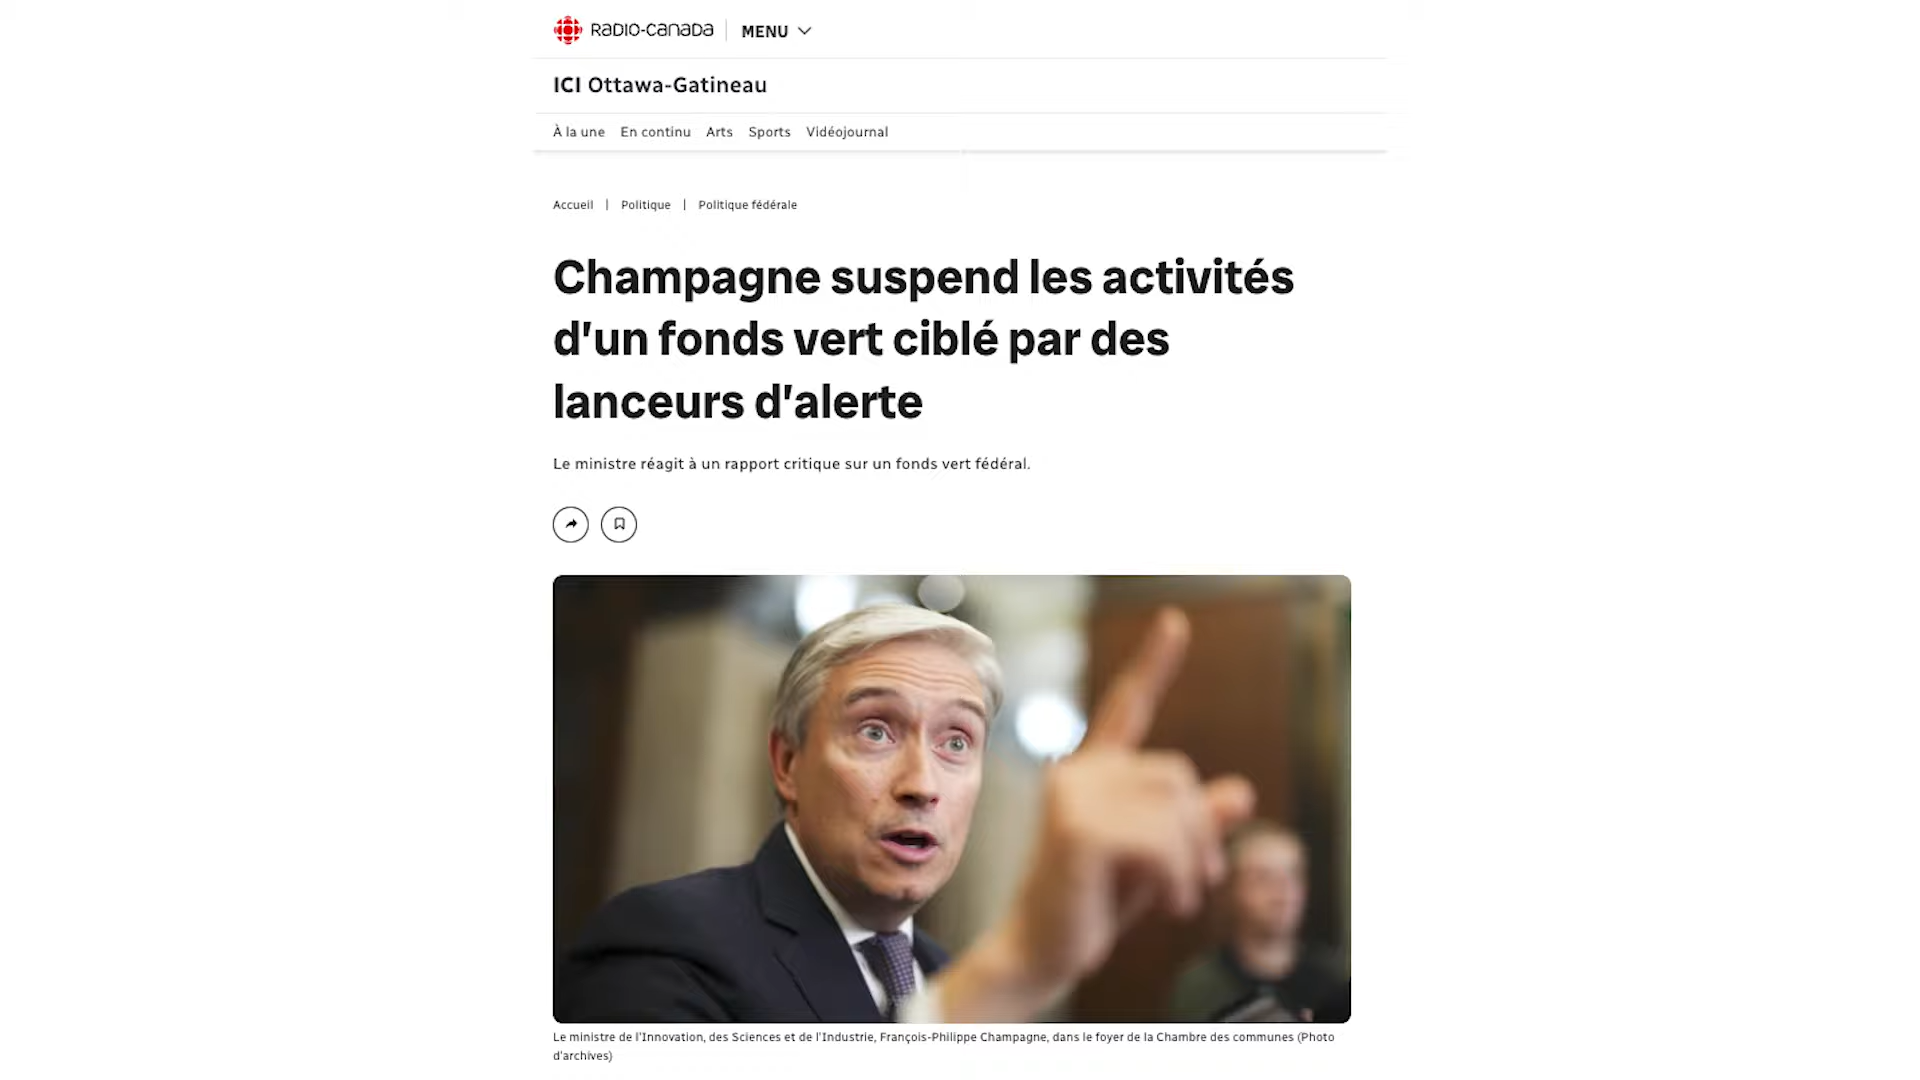 RADIO-CANADA MENU
ICI Ottawa-Gatineau
À la une En continu Arts Sports Vidéojournal
Accueil | Politique | Politique fédérale
Champagne suspend les activités
d'un fonds vert ciblé par des
lanceurs d'alerte
Le ministre réagit à un rapport critique sur un fonds vert fédéral.
Le ministre de l'Innovation, des Sciences et de l'Industrie, François-Philippe Champagne, dans le foyer de la Chambre des communes (Photo
d'archives)